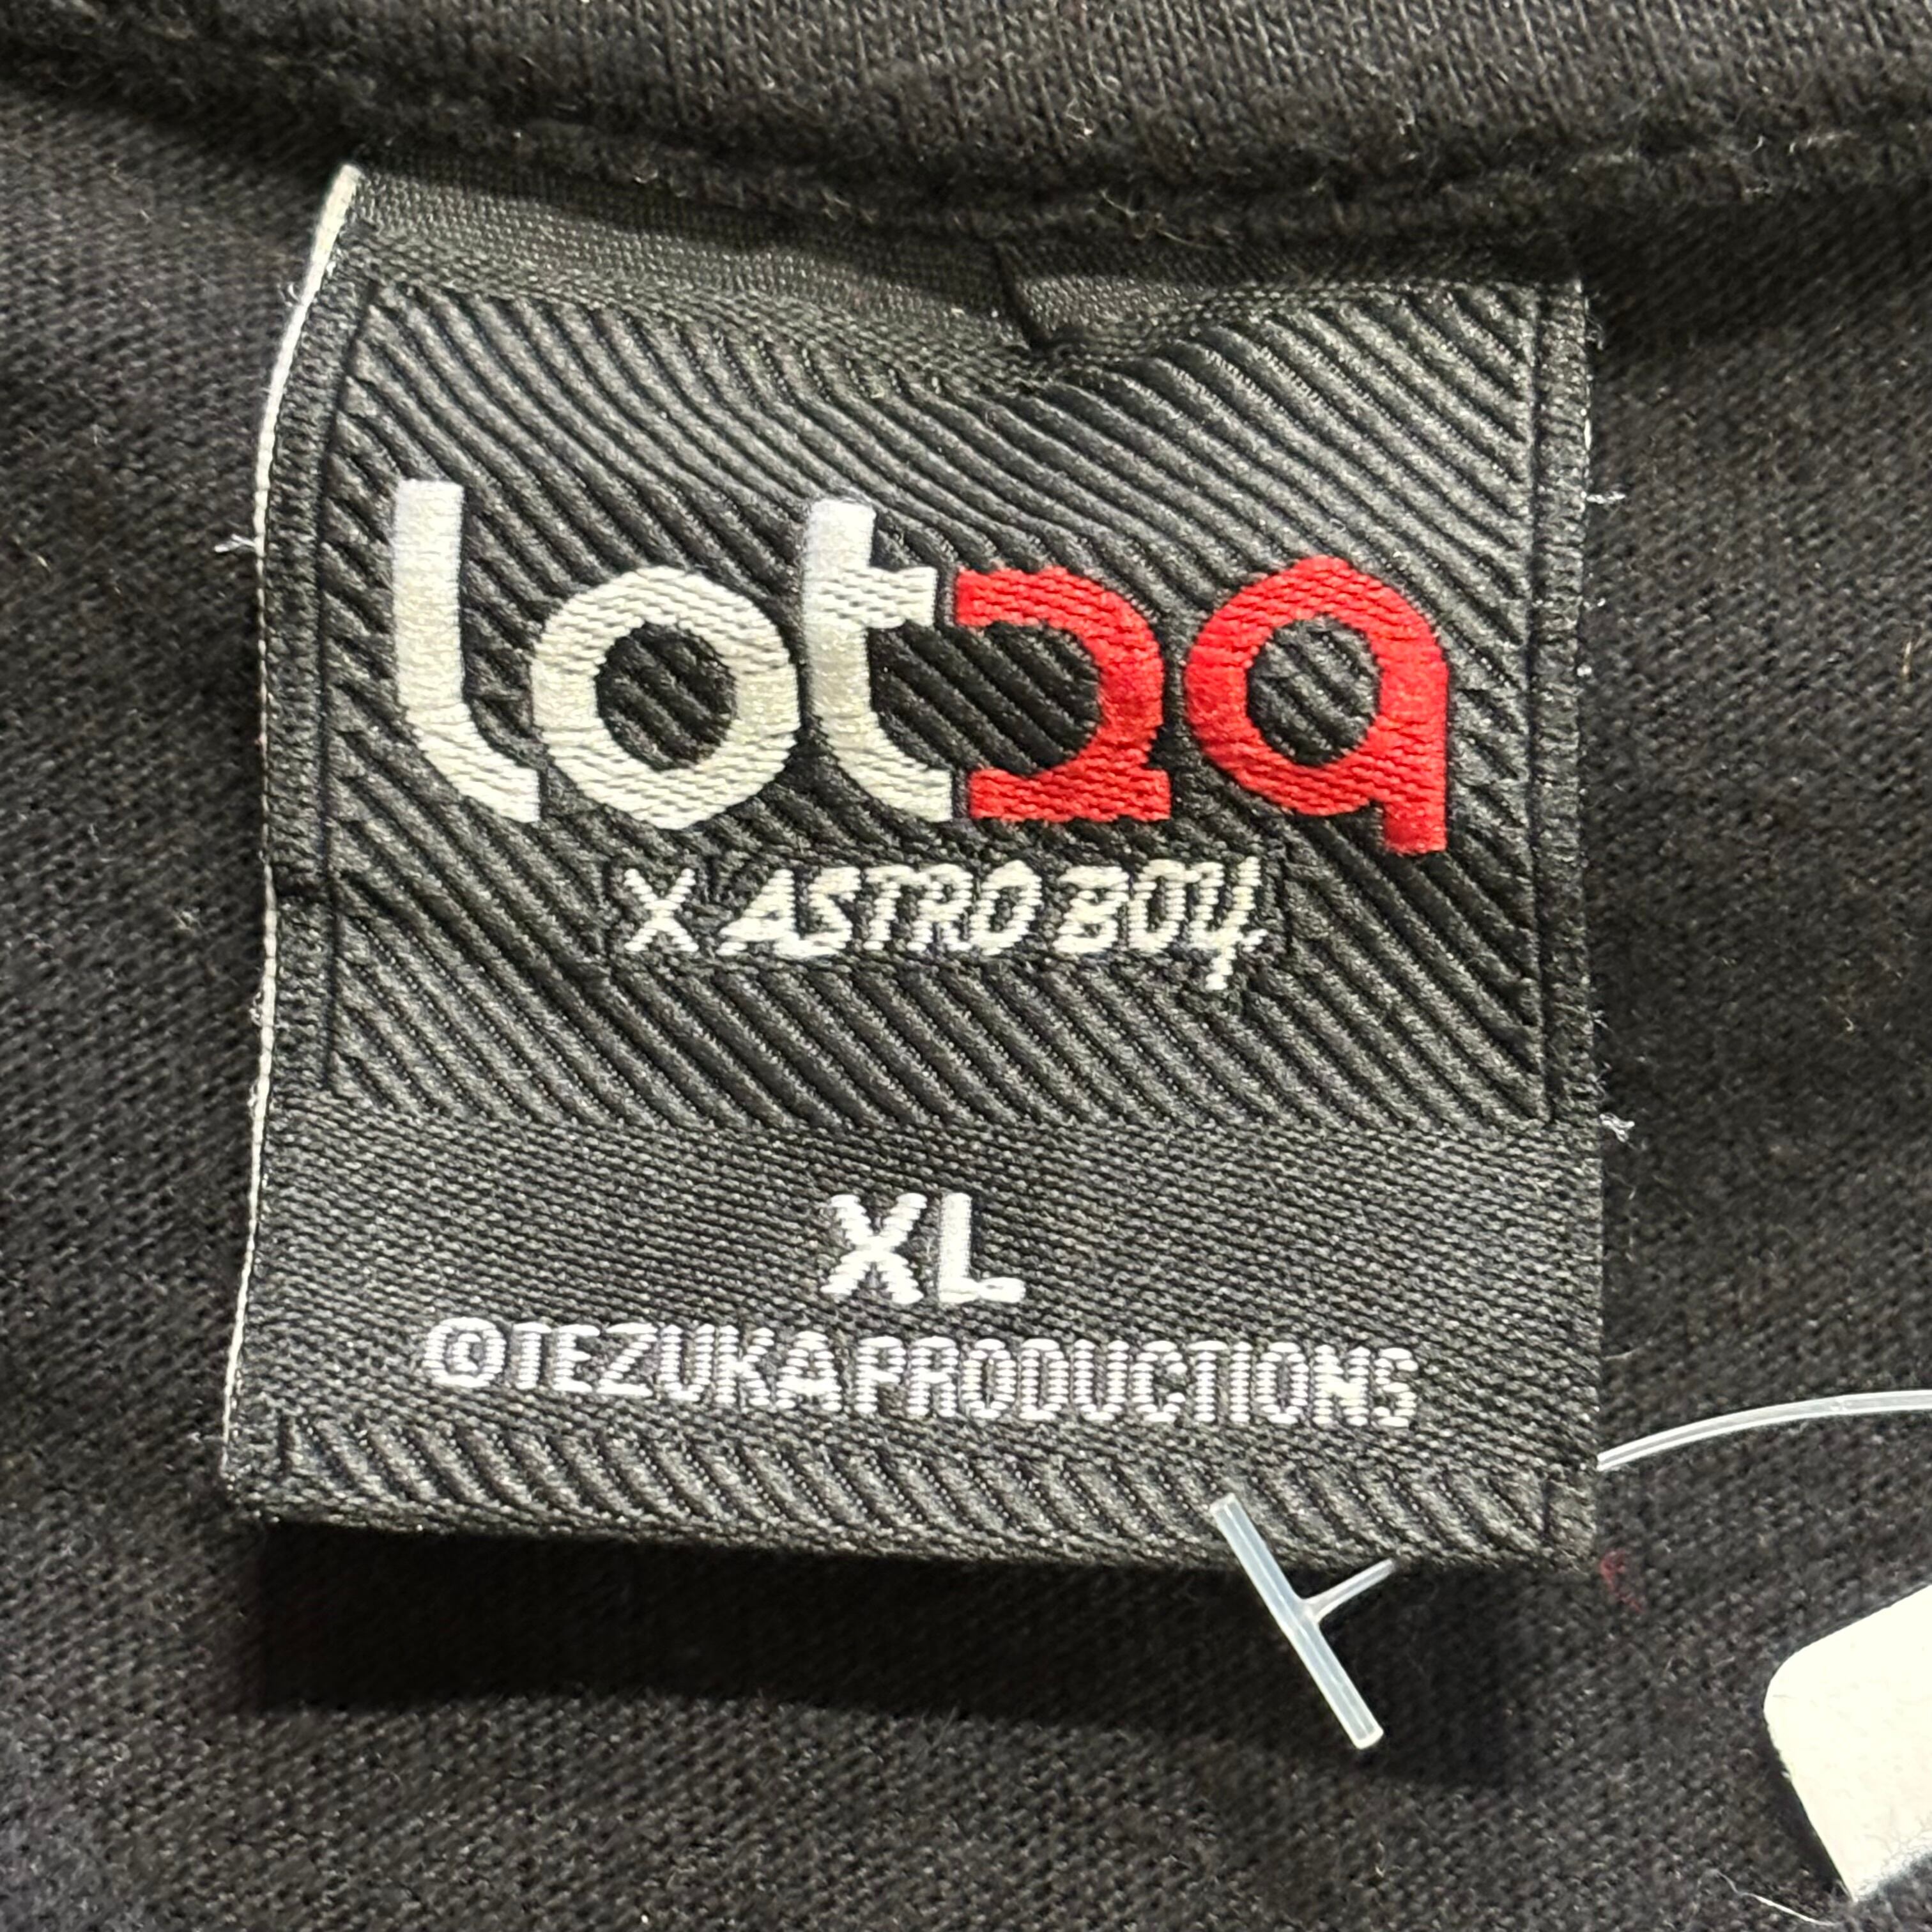 lot29
X ASTRO BOY
XL
©TEZUKA PRODUCTIONS